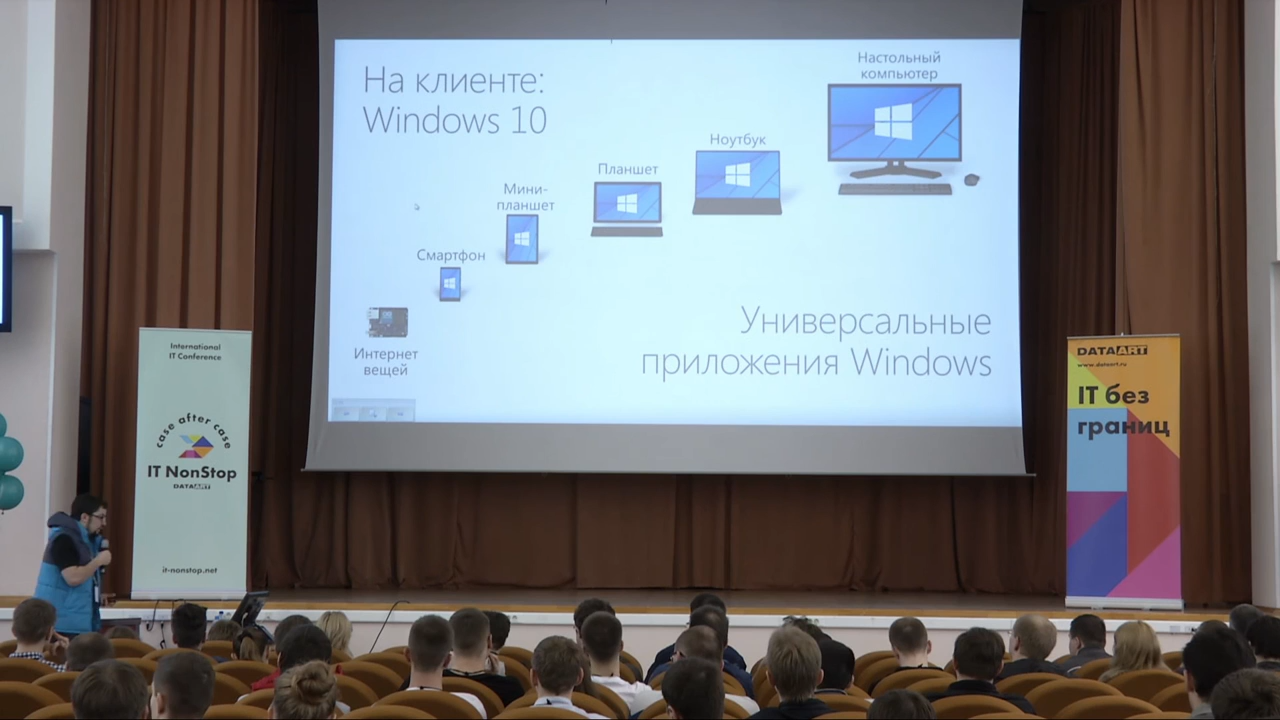 На клиенте:
Windows 10
Настольный
компьютер
Ноутбук
Планшет
Мини-
планшет
Смартфон
Интернет
вещей
Универсальные
приложения Windows
International
IT Conference
case after case
IT NonStop
DATAART
it-nonstop.net
DATAART
www.dataart.ru
IT без
границ